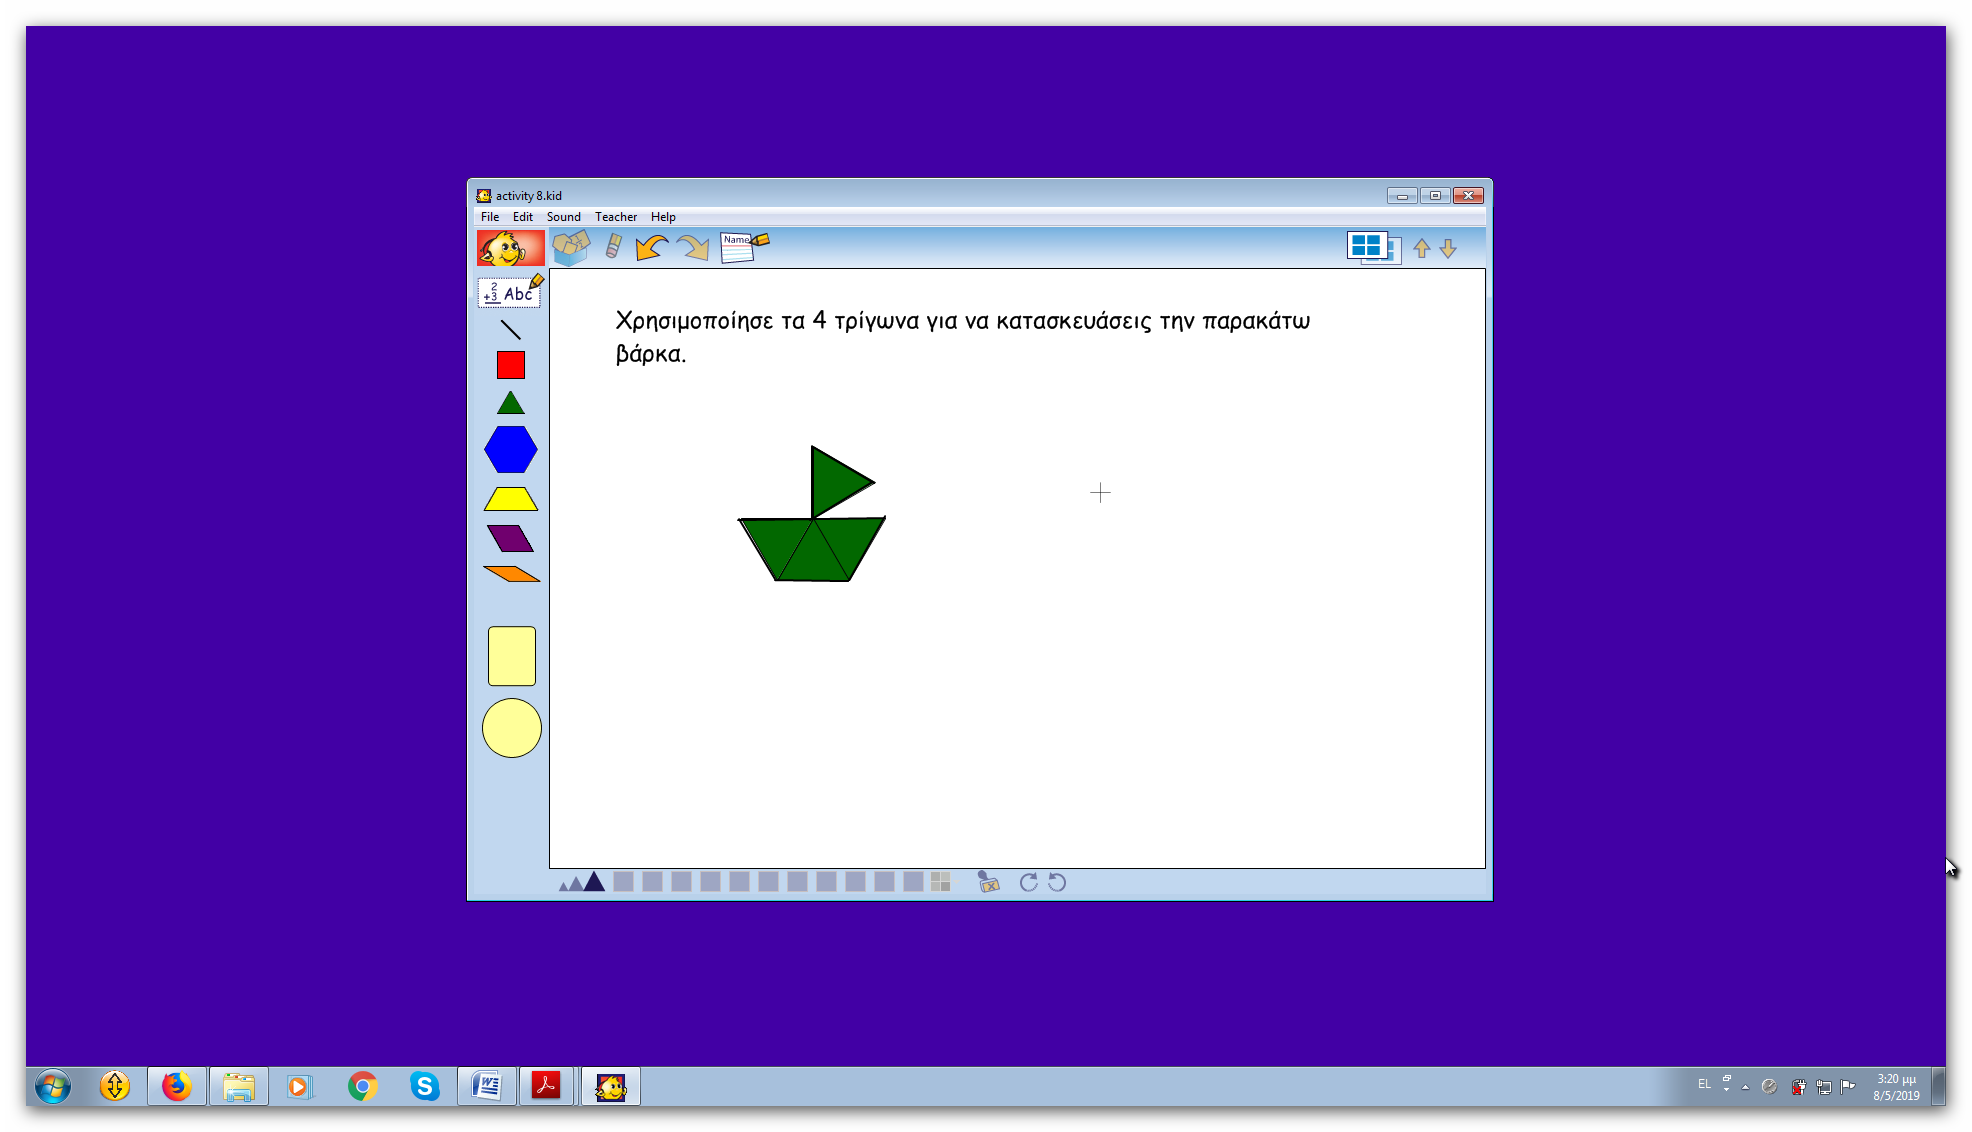 activity 8.kid
File Edit Sound Teacher Help
Name
2
+3 Abc
Χρησιμοποίησε τα 4 τρίγωνα για να κατασκευάσεις την παρακάτω
βάρκα.
EL
3:20 μμ
8/5/2019